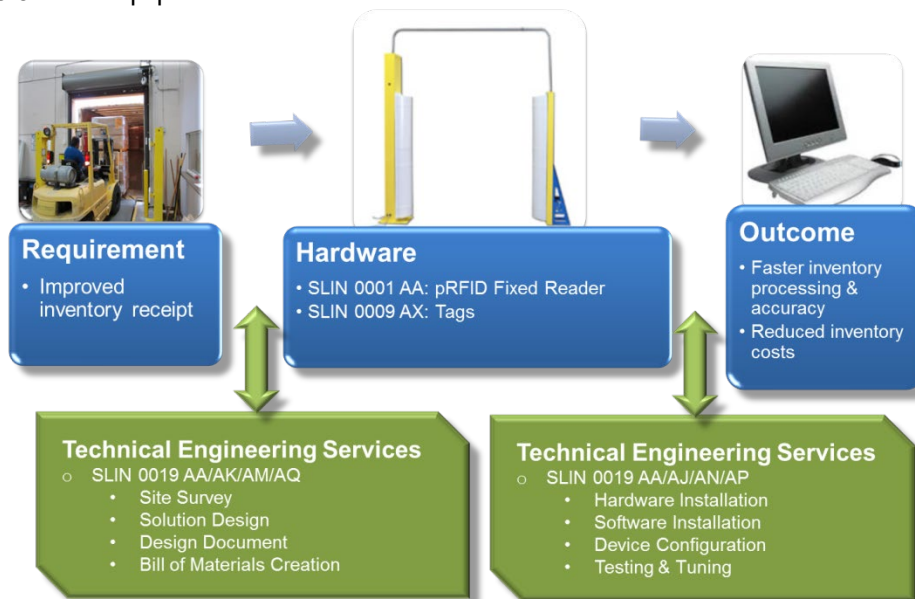 Requirement
• Improved
inventory receipt
Hardware
• SLIN 0001 AA: pRFID Fixed Reader
• SLIN 0009 AX: Tags
Outcome
• Faster inventory
processing &
accuracy
• Reduced inventory
costs
Technical Engineering Services
o SLIN 0019 AA/AK/AM/AQ
• Site Survey
• Solution Design
• Design Document
• Bill of Materials Creation
Technical Engineering Services
o SLIN 0019 AA/AJ/AN/AP
• Hardware Installation
• Software Installation
• Device Configuration
• Testing & Tuning